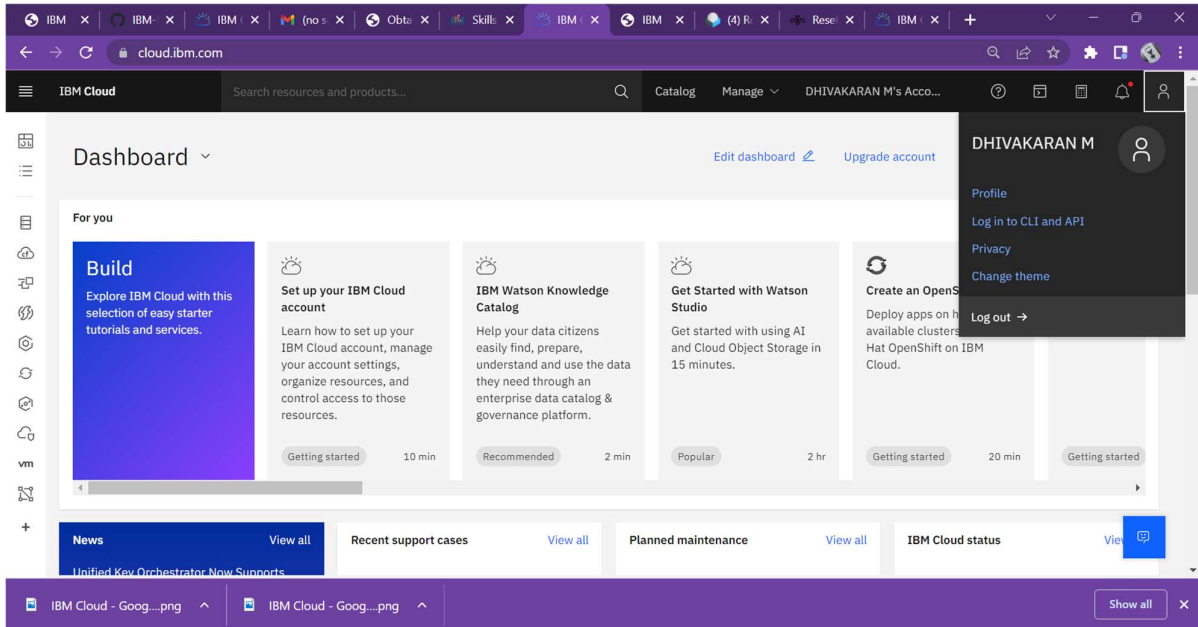 IBM
IBM-
IBM (
(no s
Obta
Skills
IBM (
IBM
(4) R
Reset
IBM (
cloud.ibm.com
IBM Cloud
Search resources and products...
Catalog
Manage
DHIVAKARAN M's Acco...
DHIVAKARAN M
Profile
Log in to CLI and API
Privacy
Change theme
Log out →
Dashboard
Edit dashboard
Upgrade account
For you
Build
Explore IBM Cloud with this
selection of easy starter
tutorials and services.
Set up your IBM Cloud
account
Learn how to set up your
IBM Cloud account, manage
your account settings,
organize resources, and
control access to those
resources.
Getting started
10 min
IBM Watson Knowledge
Catalog
Help your data citizens
easily find, prepare,
understand and use the data
they need through an
enterprise data catalog &
governance platform.
Recommended
2 min
Get Started with Watson
Studio
Get started with using AI
and Cloud Object Storage in
15 minutes.
Popular
2 hr
Create an OpenS
Deploy apps on h
available clusters
Hat OpenShift on IBM
Cloud.
Getting started
20 min
Getting started
vm
News
View all
Unified Key Orchestrator Now Supports
Recent support cases
View all
Planned maintenance
View all
IBM Cloud status
Vie
IBM Cloud - Goog....png
IBM Cloud - Goog....png
Show all